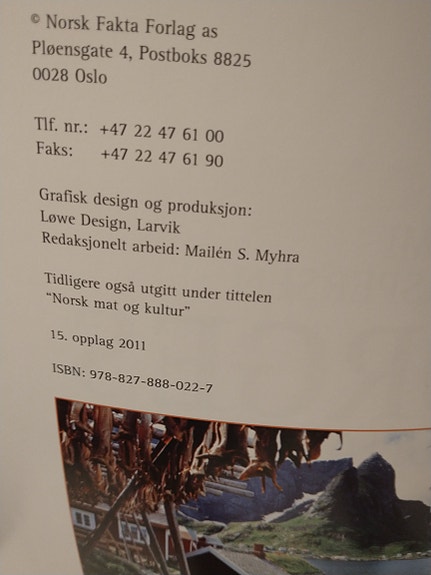 © Norsk Fakta Forlag as
Pløensgate 4, Postboks 8825
0028 Oslo
Tlf. nr.: +47 22 47 61 00
Faks: +47 22 47 61 90
Grafisk design og produksjon:
Løwe Design, Larvik
Redaksjonelt arbeid: Mailén S. Myhra
Tidligere også utgitt under tittelen
"Norsk mat og kultur"
15. opplag 2011
ISBN: 978-827-888-022-7